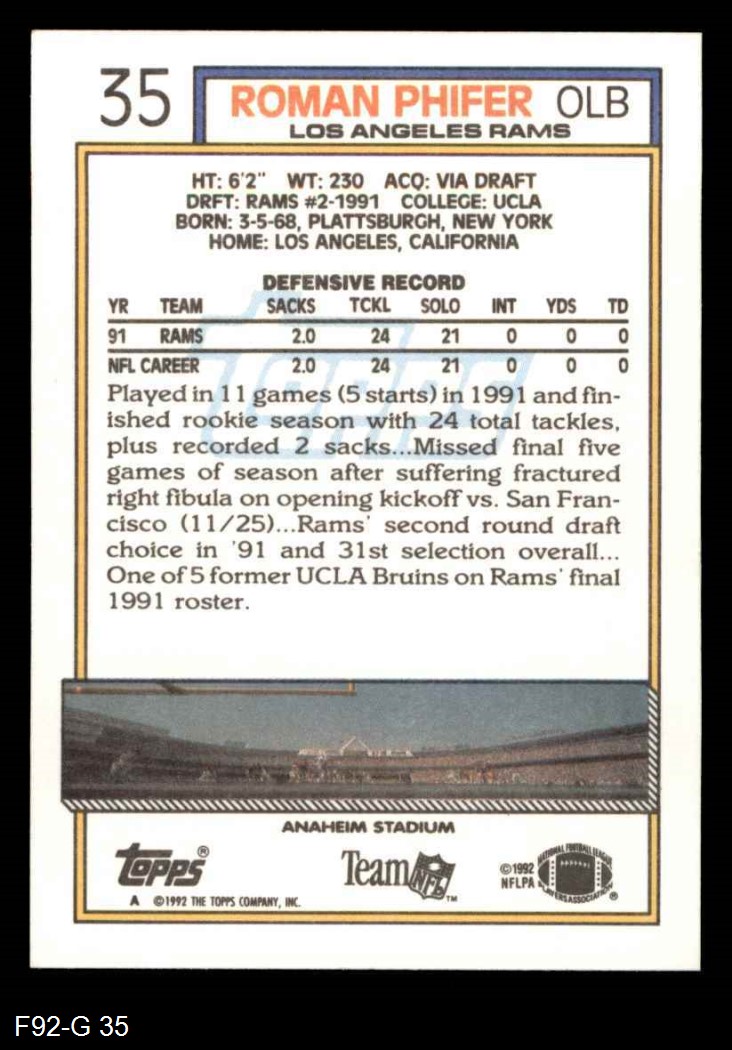 35
ROMAN PHIFER OLB
LOS ANGELES RAMS
HT: 6'2" WT: 230 ACQ: VIA DRAFT
DRFT: RAMS #2-1991 COLLEGE: UCLA
BORN: 3-5-68, PLATTSBURGH, NEW YORK
HOME: LOS ANGELES, CALIFORNIA
DEFENSIVE RECORD
YR TEAM SACKS TCKL SOLO INT YDS TD
91 RAMS 2.0 24 21 0 0 0
NFL CAREER 2.0 24 21 0 0 0
Topps
Played in 11 games (5 starts) in 1991 and fin-
ished rookie season with 24 total tackles,
plus recorded 2 sacks...Missed final five
games of season after suffering fractured
right fibula on opening kickoff vs. San Fran-
cisco (11/25)...Rams' second round draft
choice in '91 and 31st selection overall...
One of 5 former UCLA Bruins on Rams' final
1991 roster.
ANAHEIM STADIUM
Topps®
Team NFL™
©1992
NFLPA
NATIONAL FOOTBALL LEAGUE
PLAYERS ASSOCIATION
®
A ©1992 THE TOPPS COMPANY, INC.
F92-G 35